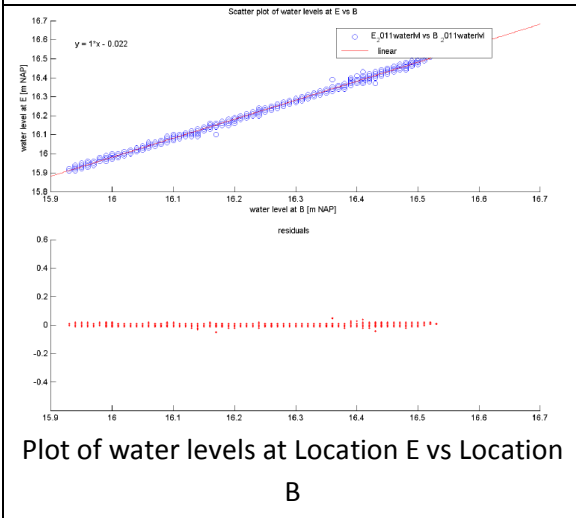 Scatter plot of water levels at E vs B
16.7
16.6
16.5
16.4
16.3
16.2
16.1
16
15.9
15.8
water level at E [m NAP]
y = 1*x - 0.022
E_2011waterlvl vs B_2011waterlvl
linear
15.9 16 16.1 16.2 16.3 16.4 16.5 16.6 16.7
water level at B [m NAP]
residuals
0.6
0.4
0.2
0
-0.2
-0.4
15.9 16 16.1 16.2 16.3 16.4 16.5 16.6 16.7
Plot of water levels at Location E vs Location
B